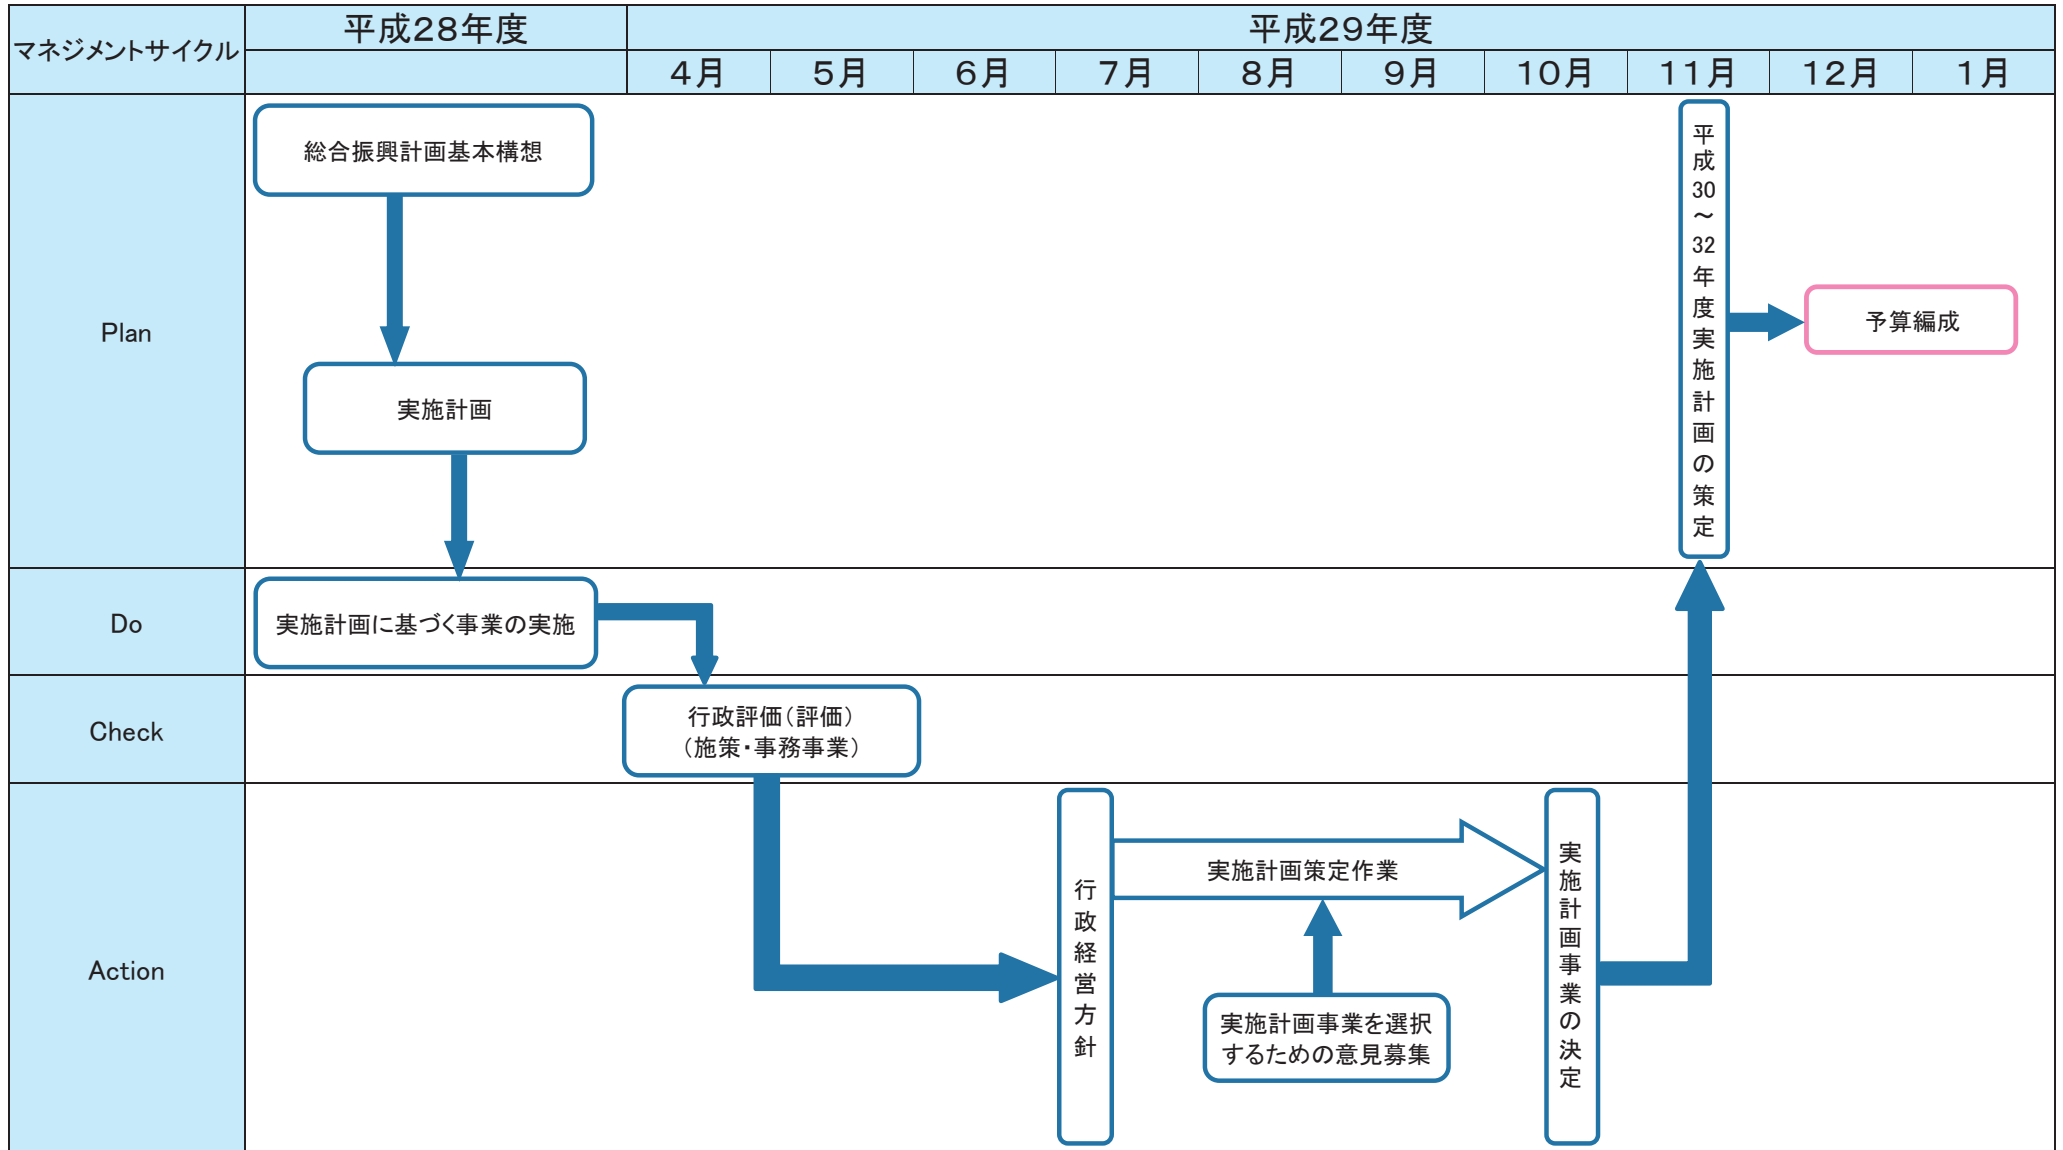 マネジメントサイクル
平成28年度
平成29年度
4月
5月
6月
7月
8月
9月
10月
11月
12月
1月
Plan
総合振興計画基本構想
実施計画
平成30～32年度実施計画の策定
予算編成
Do
実施計画に基づく事業の実施
Check
行政評価（評価）
（施策・事務事業）
Action
行政経営方針
実施計画策定作業
実施計画事業を選択
するための意見募集
実施計画事業の決定